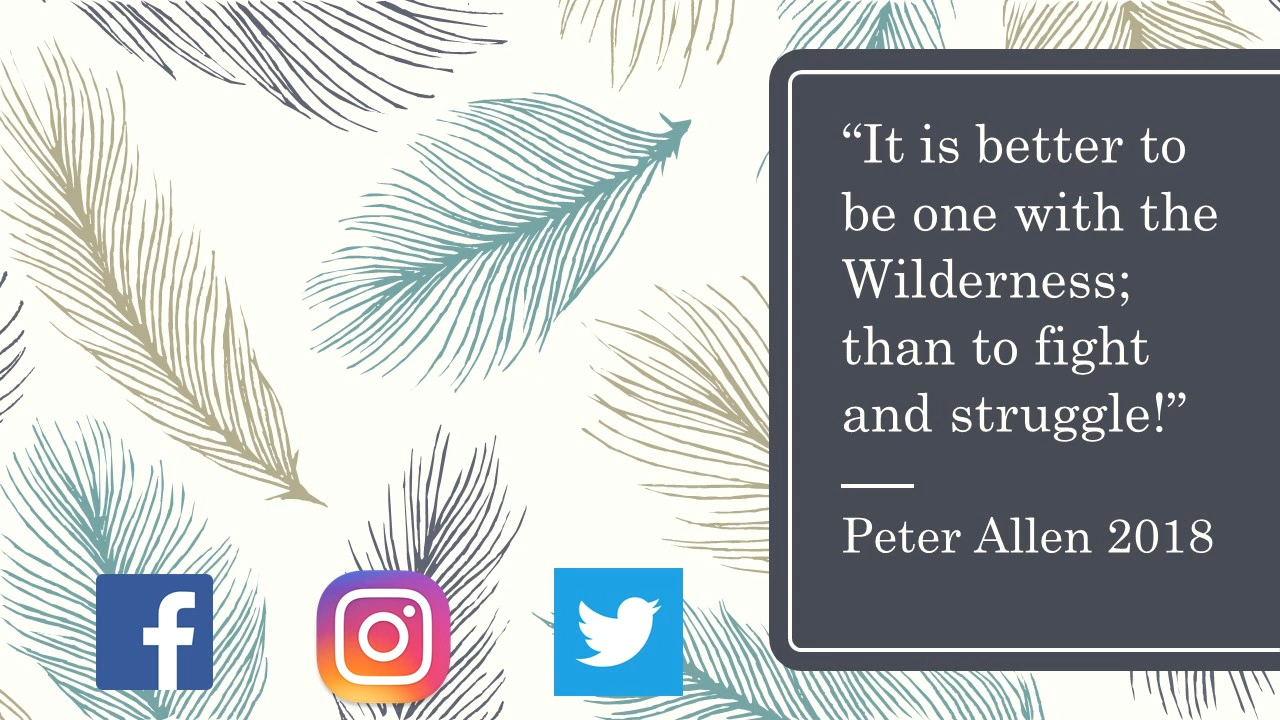 “It is better to
be one with the
Wilderness;
than to fight
and struggle!”
Peter Allen 2018